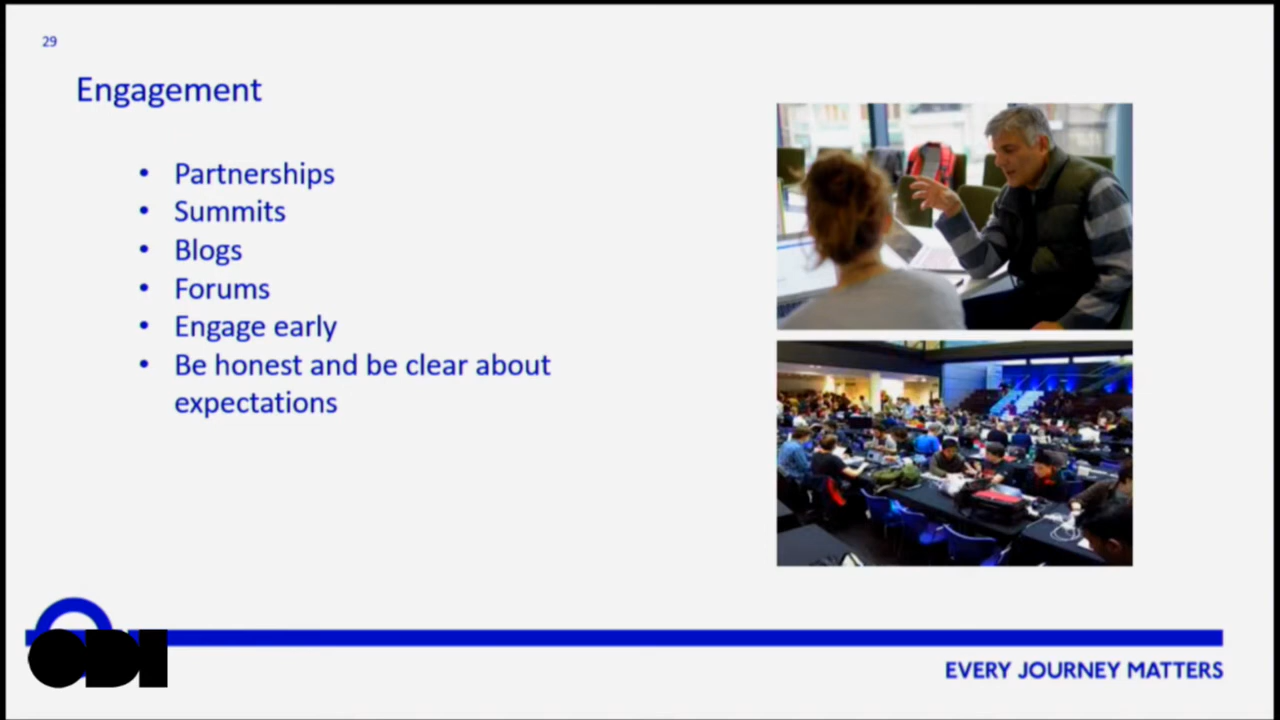 29
Engagement
• Partnerships
• Summits
• Blogs
• Forums
• Engage early
• Be honest and be clear about
expectations
ODI
EVERY JOURNEY MATTERS